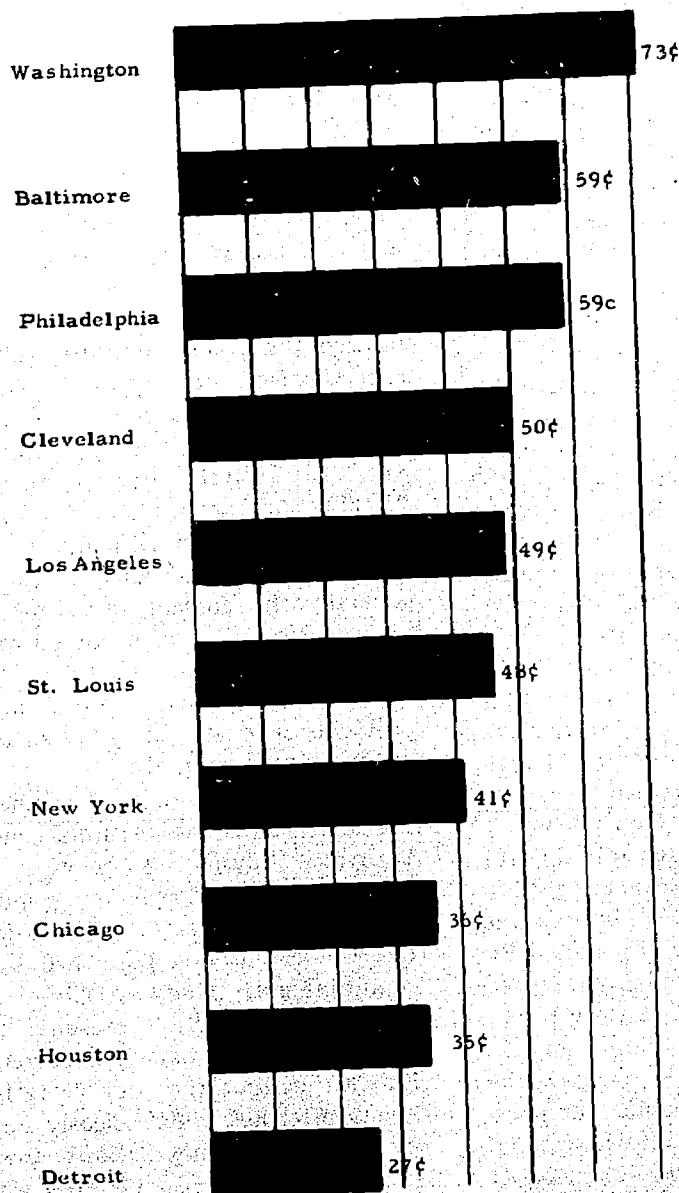 Washington 73¢
Baltimore 59¢
Philadelphia 59c
Cleveland 50¢
Los Angeles 49¢
St. Louis 48¢
New York 41¢
Chicago 36¢
Houston 35¢
Detroit 27¢